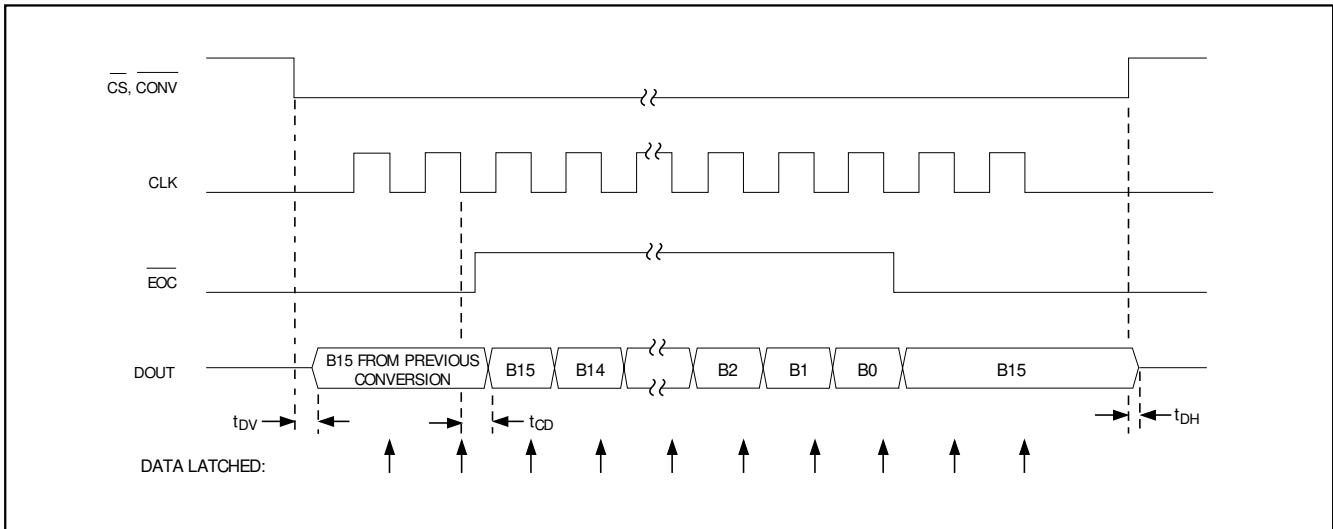 CS, CONV
CLK
EOC
DOUT
B15 FROM PREVIOUS
CONVERSION
B15
B14
B2
B1
B0
B15
tDV
tCD
tDH
DATA LATCHED: